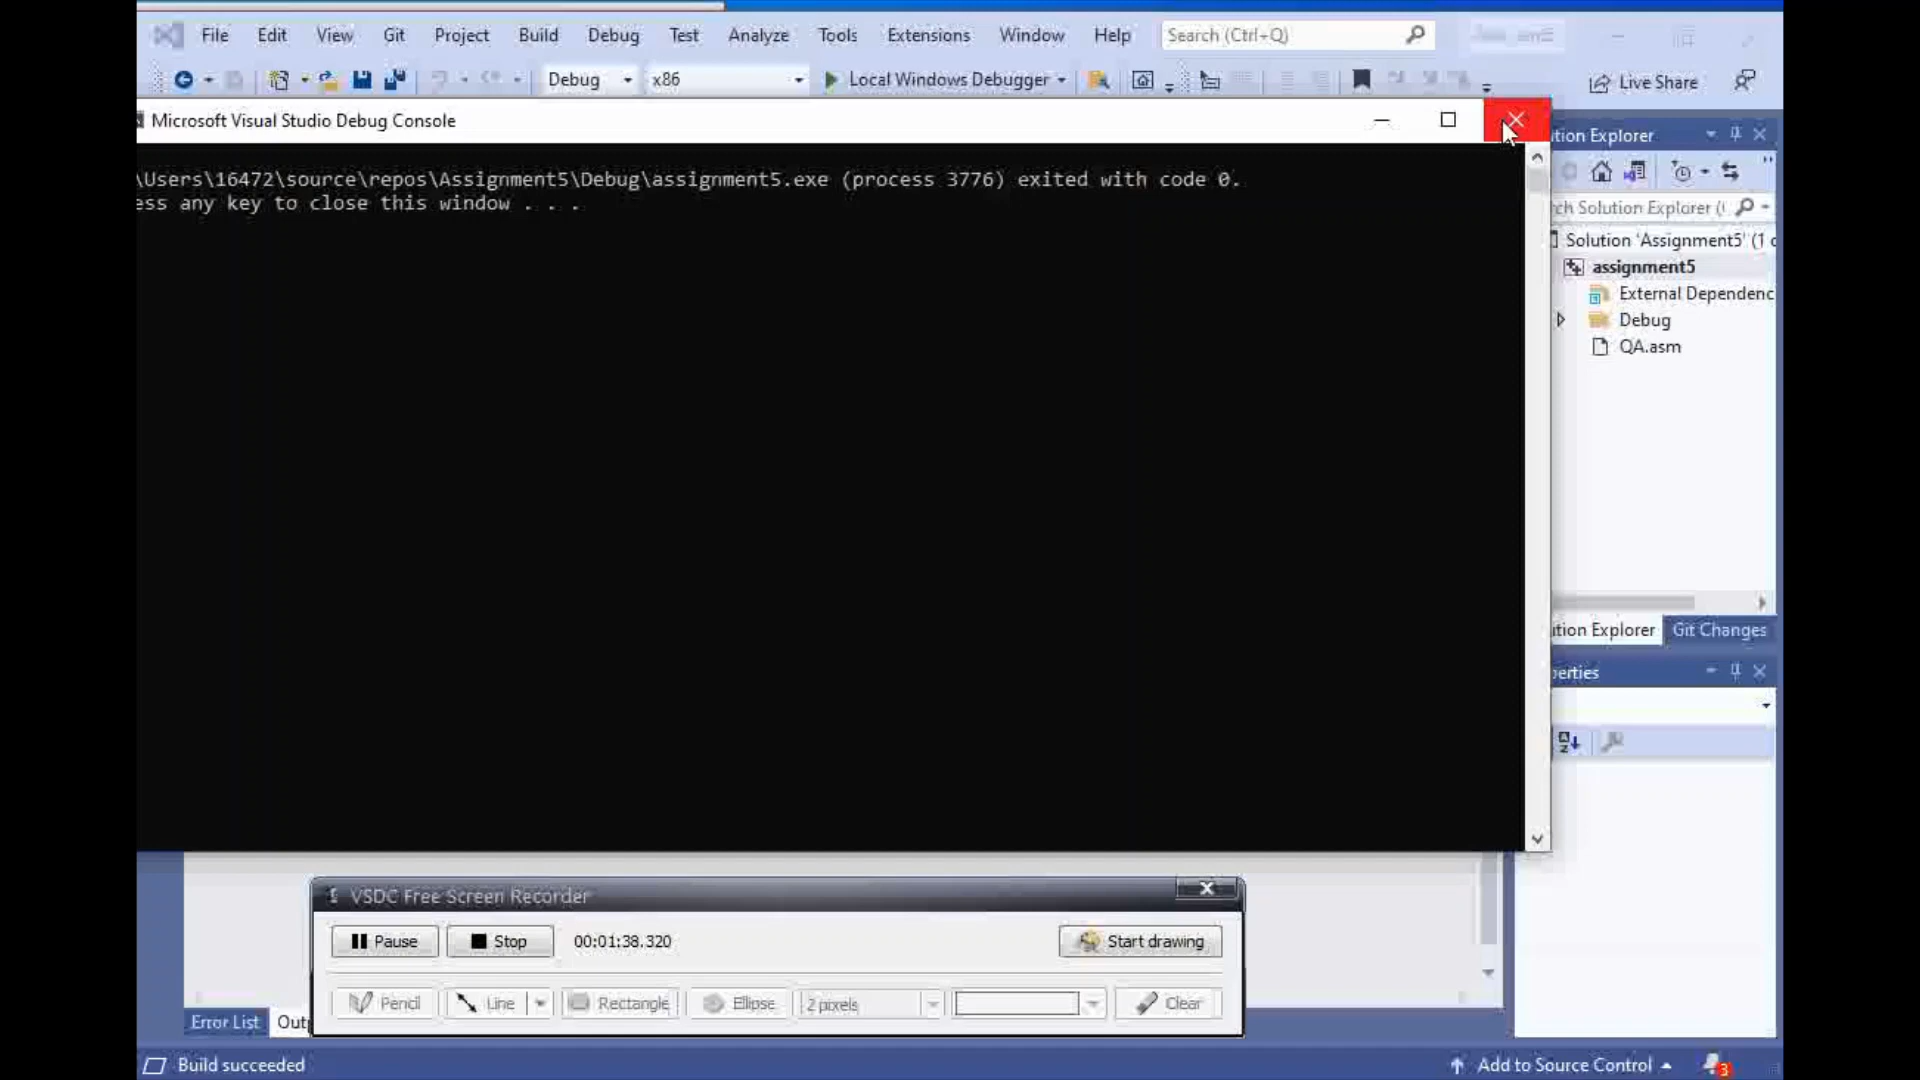 File Edit View Git Project Build Debug Test Analyze Tools Extensions Window Help Search (Ctrl+Q)
Debug x86 Local Windows Debugger Live Share
Microsoft Visual Studio Debug Console
\Users\16472\source\repos\Assignment5\Debug\assignment5.exe (process 3776) exited with code 0.
ess any key to close this window . . .
tion Explorer
ch Solution Explorer (
Solution 'Assignment5' (1 o
assignment5
External Dependenc
Debug
QA.asm
ution Explorer Git Changes
perties
VSDC Free Screen Recorder
Pause Stop 00:01:38.320 Start drawing
Pencil Line Rectangle Ellipse 2 pixels Clear
Error List Out
Build succeeded Add to Source Control 3